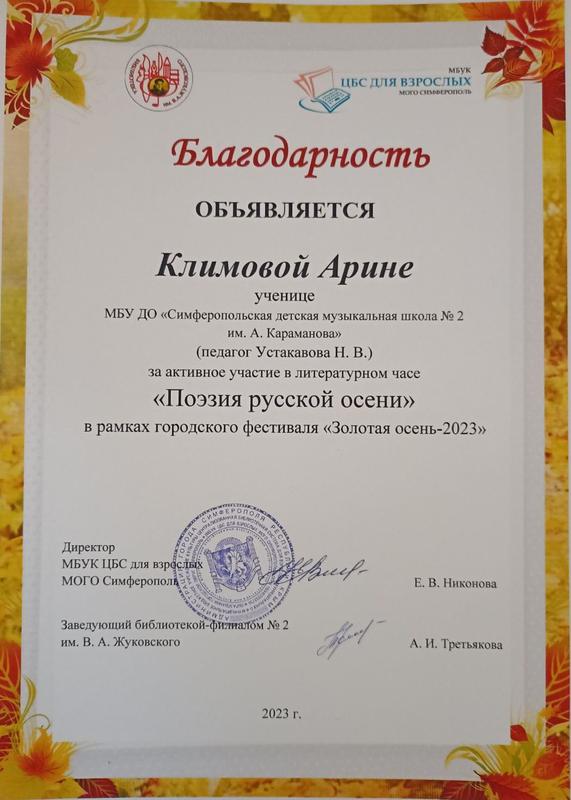 МБУК
ЦБС ДЛЯ ВЗРОСЛЫХ
МОГО СИМФЕРОПОЛЬ
Благодарность
ОБЪЯВЛЯЕТСЯ
Климовой Арине
ученице
МБУ ДО «Симферопольская детская музыкальная школа № 2
им. А. Караманова»
(педагог Устакавова Н. В.)
за активное участие в литературном часе
«Поэзия русской осени»
в рамках городского фестиваля «Золотая осень-2023»
Директор
МБУК ЦБС для взрослых
МОГО Симферополь
Е. В. Никонова
Заведующий библиотекой-филиалом № 2
им. В. А. Жуковского
А. И. Третьякова
2023 г.